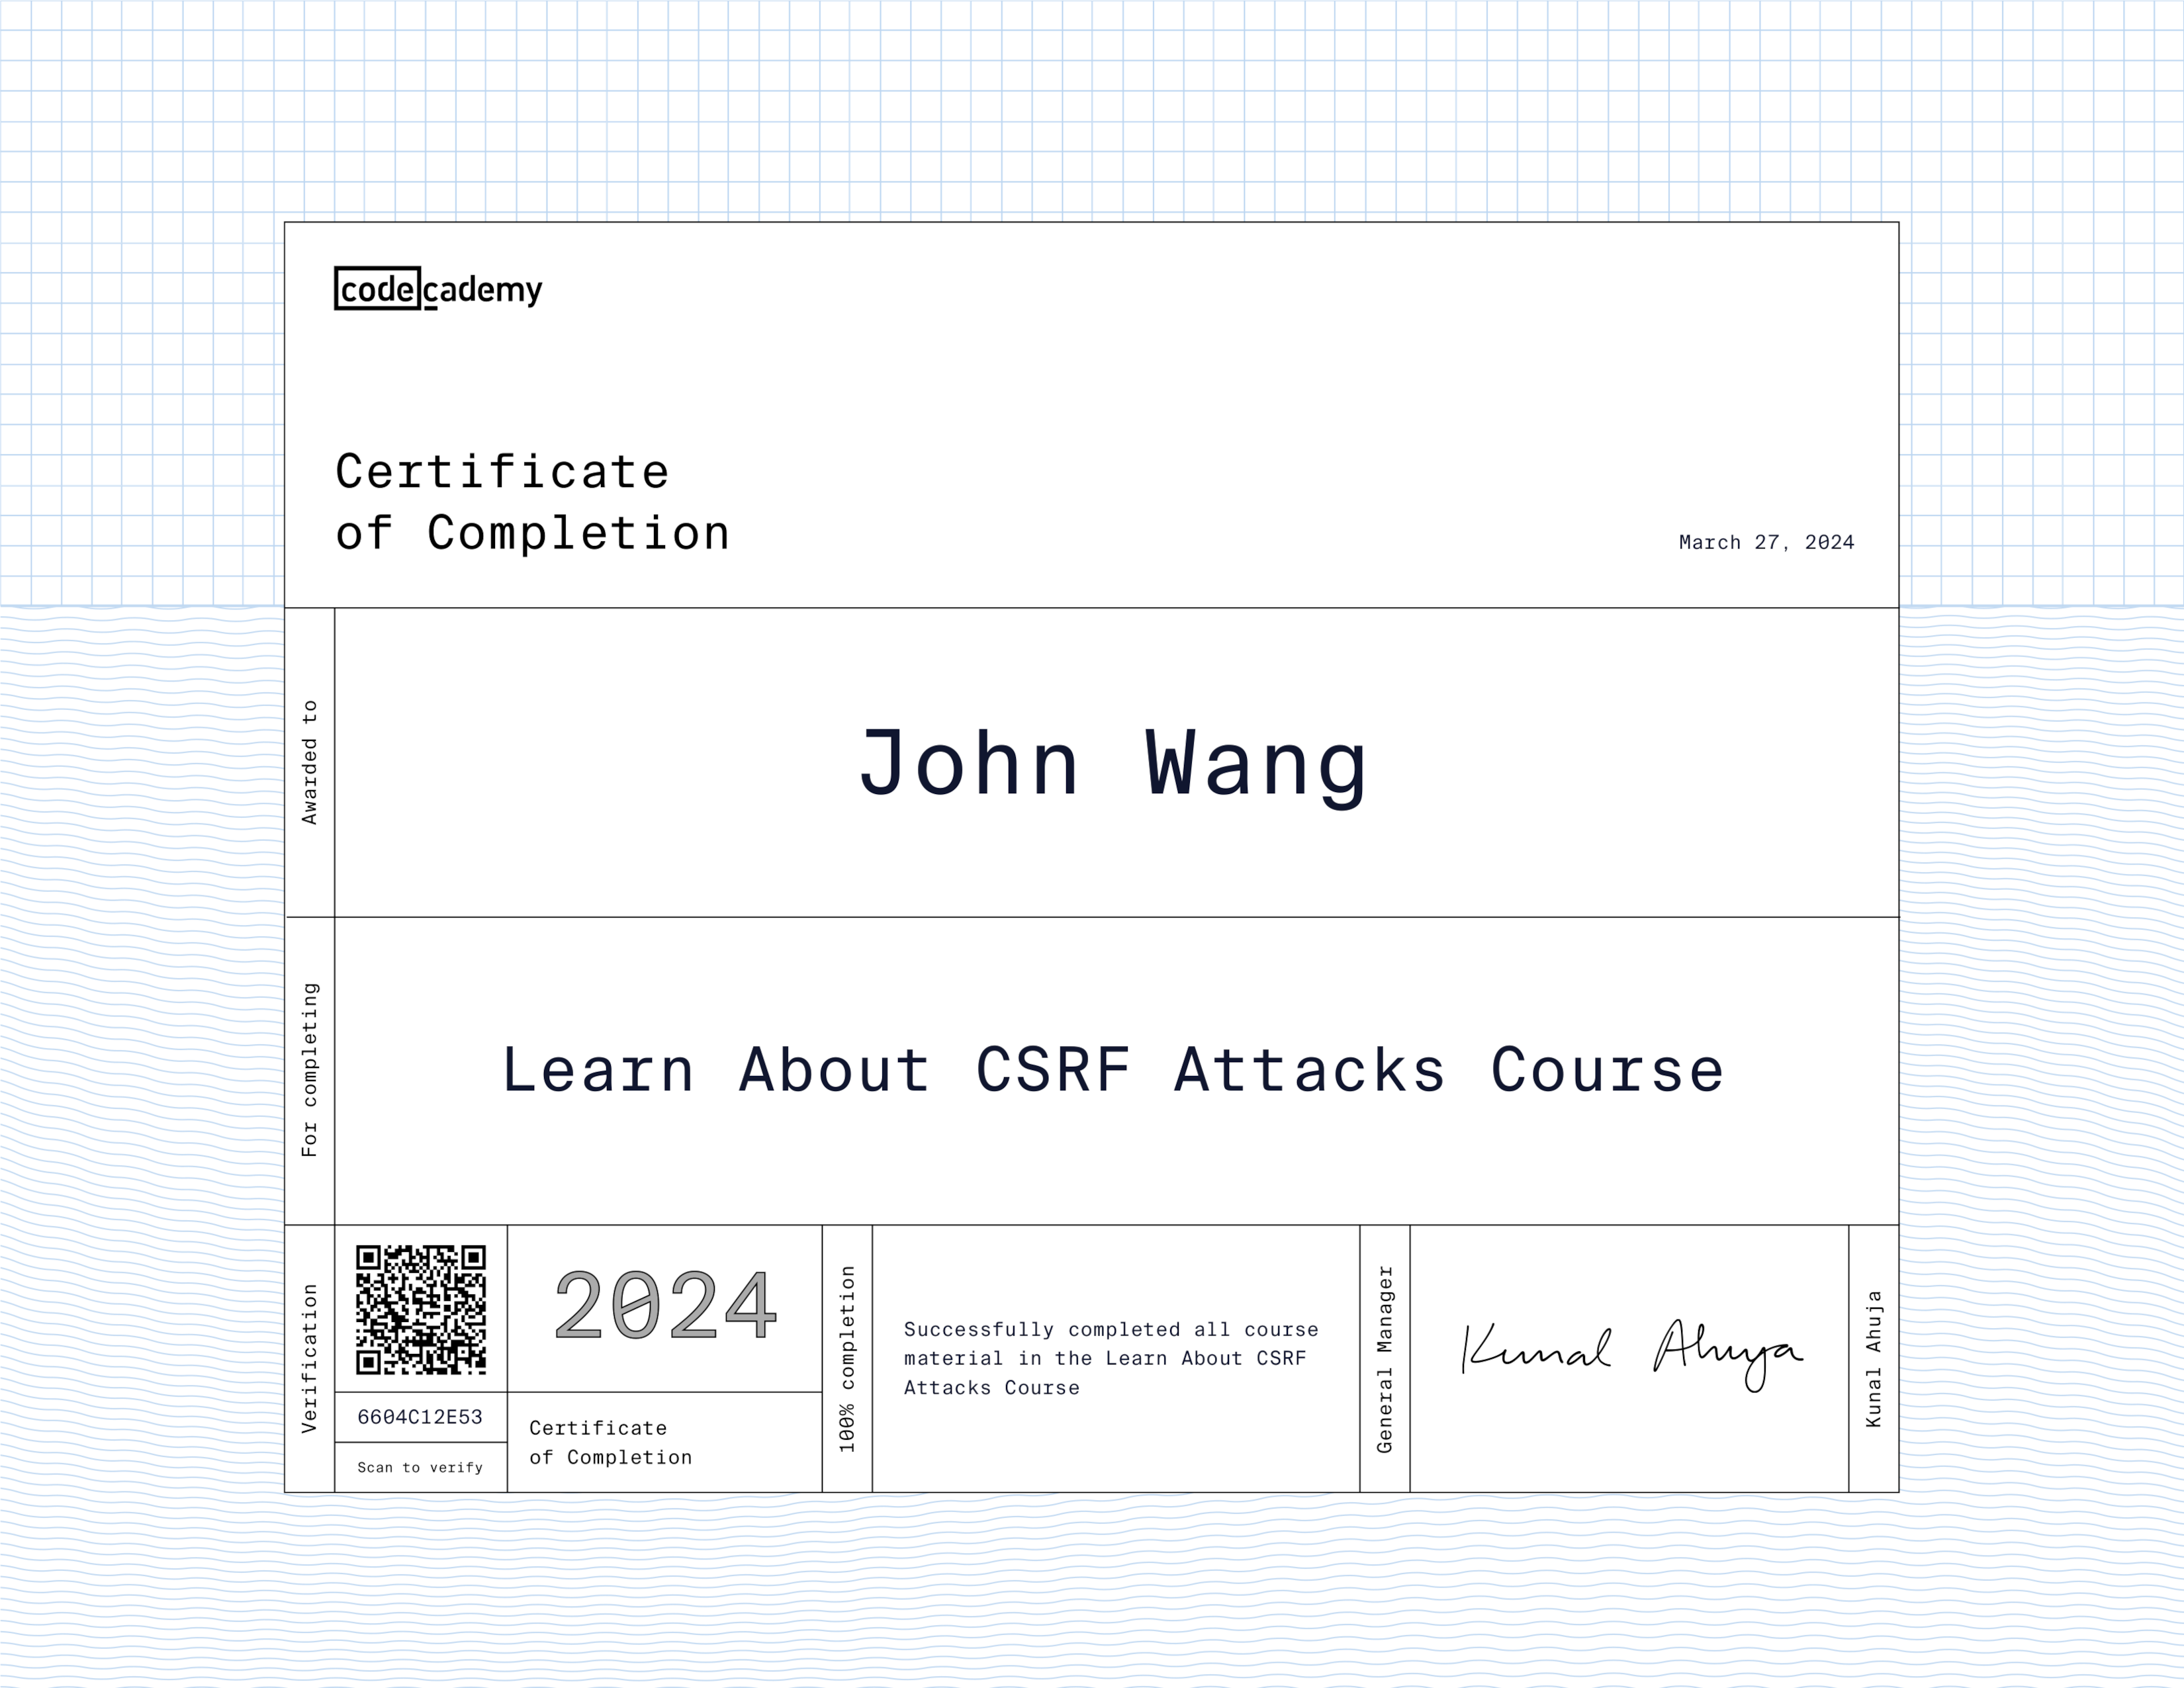 codecademy
Certificate
of Completion
March 27, 2024
Awarded to
John Wang
For completing
Learn About CSRF Attacks Course
Verification
6604C12E53
Scan to verify
2024
Certificate
of Completion
100% completion
Successfully completed all course
material in the Learn About CSRF
Attacks Course
General Manager
Kunal Ahuja
Kunal Ahuja